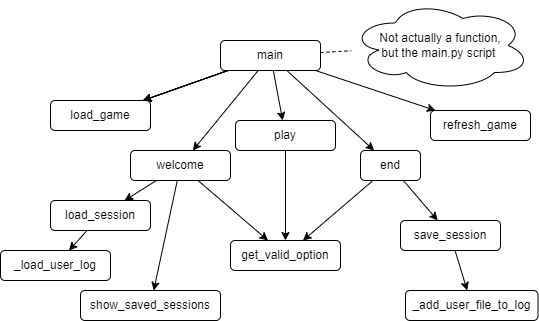 Not actually a function,
but the main.py script
main
load_game
play
refresh_game
welcome
end
load_session
save_session
_load_user_log
get_valid_option
show_saved_sessions
_add_user_file_to_log